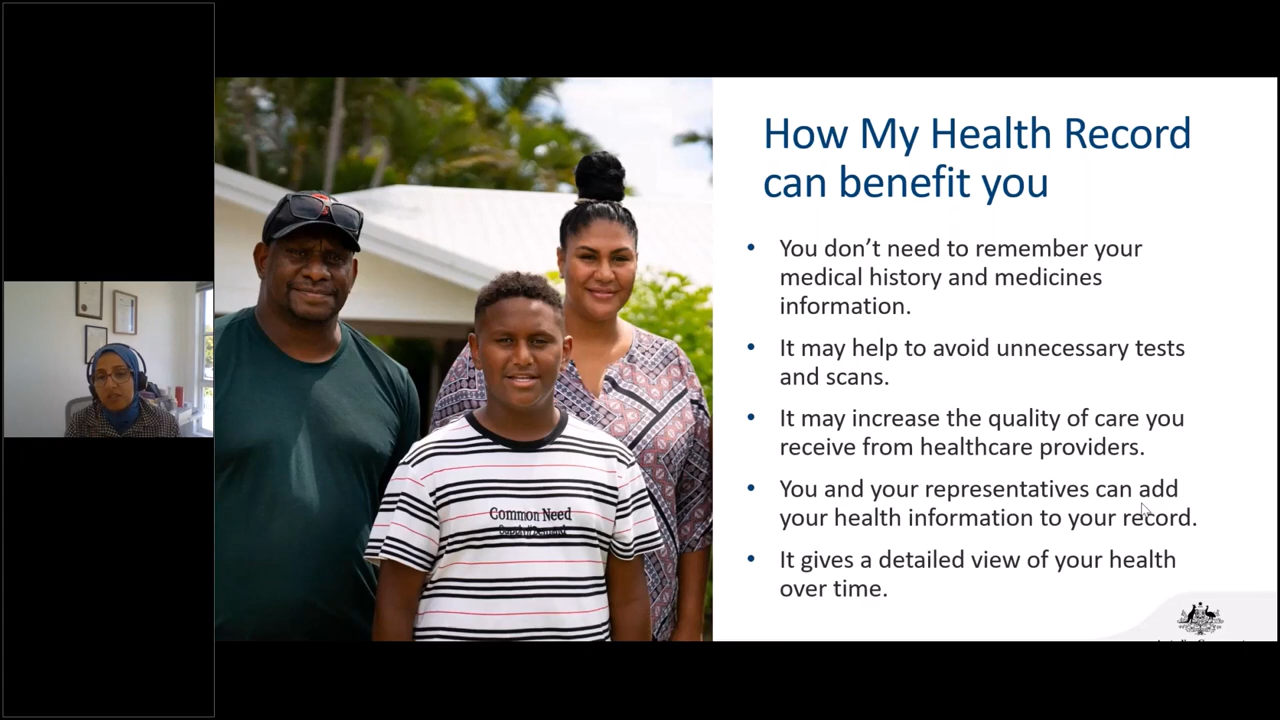 How My Health Record
can benefit you
• You don’t need to remember your
medical history and medicines
information.
• It may help to avoid unnecessary tests
and scans.
• It may increase the quality of care you
receive from healthcare providers.
• You and your representatives can add
your health information to your record.
• It gives a detailed view of your health
over time.
Common Need